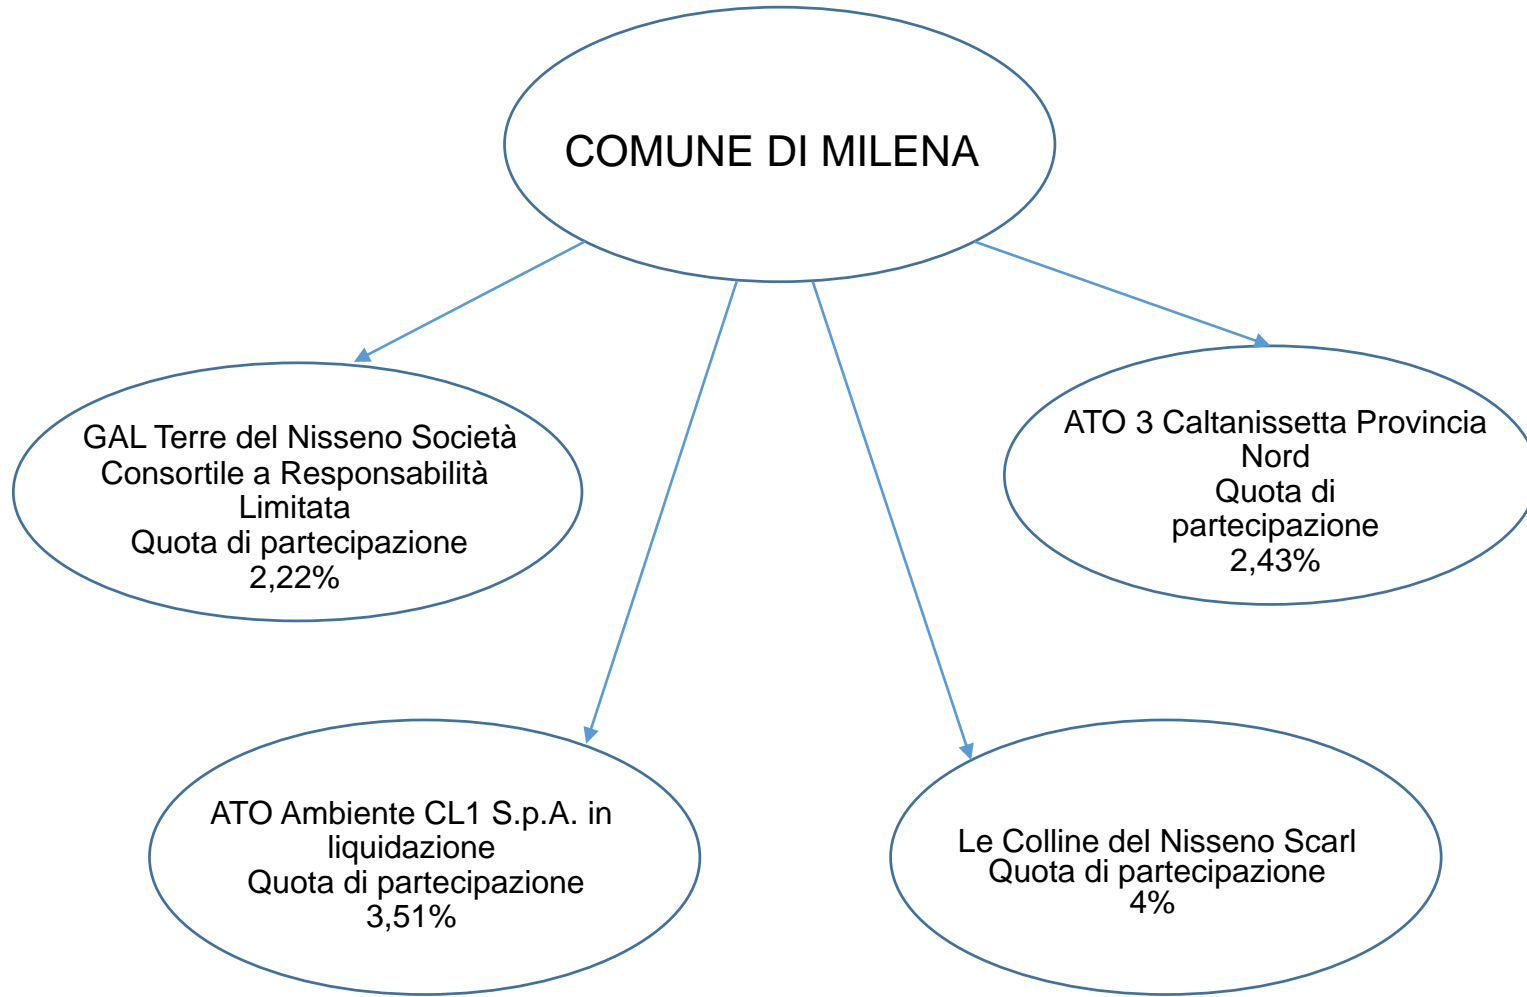 COMUNE DI MILENA
GAL Terre del Nisseno Società
Consortile a Responsabilità
Limitata
Quota di partecipazione
2,22%
ATO 3 Caltanissetta Provincia
Nord
Quota di
partecipazione
2,43%
ATO Ambiente CL1 S.p.A. in
liquidazione
Quota di partecipazione
3,51%
Le Colline del Nisseno Scarl
Quota di partecipazione
4%